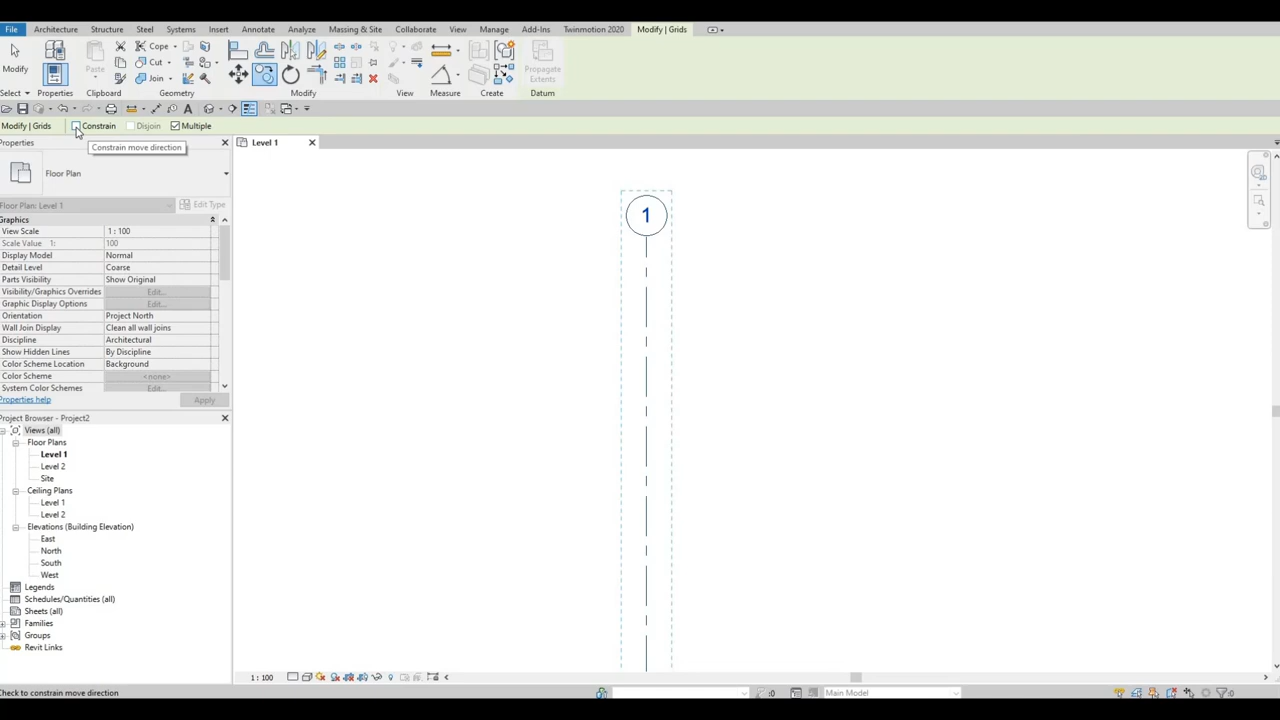 File Architecture Structure Steel Systems Insert Annotate Analyze Massing & Site Collaborate View Manage Add-Ins Twinmotion 2020 Modify | Grids
Modify Paste Cope Cut Join Propagate Extents
Select Properties Clipboard Geometry Modify View Measure Create Datum
A
Modify | Grids Constrain Disjoin Multiple
Constrain move direction
Properties
Level 1
Floor Plan
Floor Plan: Level 1 Edit Type
Graphics
View Scale 1 : 100
Scale Value 1: 100
Display Model Normal
Detail Level Coarse
Parts Visibility Show Original
Visibility/Graphics Overrides Edit...
Graphic Display Options Edit...
Orientation Project North
Wall Join Display Clean all wall joins
Discipline Architectural
Show Hidden Lines By Discipline
Color Scheme Location Background
Color Scheme <none>
System Color Schemes Edit...
Properties help Apply
1
Project Browser - Project2
Views (all)
Floor Plans
Level 1
Level 2
Site
Ceiling Plans
Level 1
Level 2
Elevations (Building Elevation)
East
North
South
West
Legends
Schedules/Quantities (all)
Sheets (all)
Families
Groups
Revit Links
1 : 100
Check to constrain move direction :0 Main Model :0